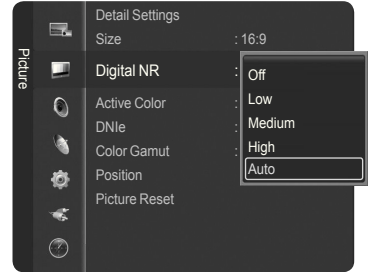 Picture
Detail Settings
Size : 16:9
Digital NR :
Active Color :
DNIe :
Color Gamut :
Position
Picture Reset
Off
Low
Medium
High
Auto